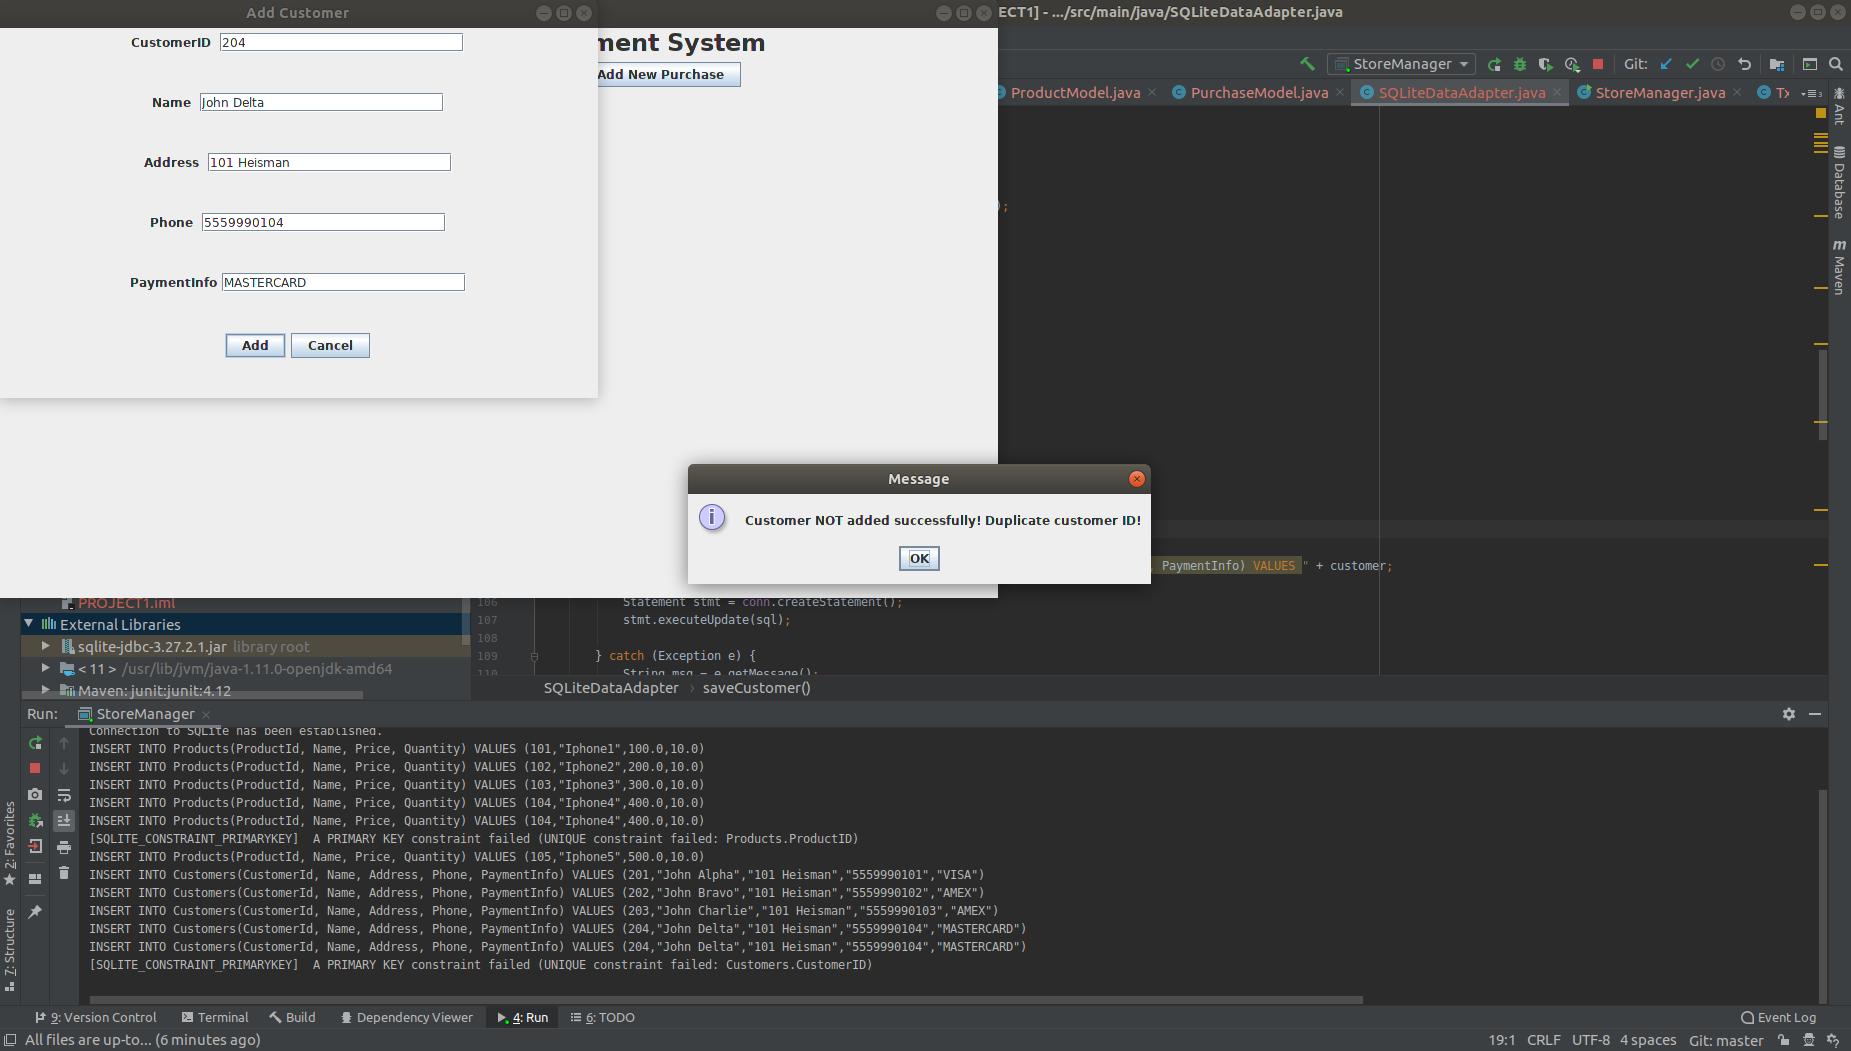 Add Customer
CustomerID 204
Name John Delta
Address 101 Heisman
Phone 5559990104
PaymentInfo MASTERCARD
Add Cancel
ment System
Add New Purchase
ECT1] - .../src/main/java/SQLiteDataAdapter.java
StoreManager Git:
ProductModel.java PurchaseModel.java SQLiteDataAdapter.java StoreManager.java Tx
Ant
Database
Maven
);
Message
Customer NOT added successfully! Duplicate customer ID!
OK
, PaymentInfo) VALUES " + customer;
PROJECT1.iml
External Libraries
sqlite-jdbc-3.27.2.1.jar library root
< 11 > /usr/lib/jvm/java-1.11.0-openjdk-amd64
Maven: junit:junit:4.12
106 Statement stmt = conn.createStatement();
107 stmt.executeUpdate(sql);
108
109 } catch (Exception e) {
110 String msg = e.getMessage();
SQLiteDataAdapter › saveCustomer()
Run: StoreManager
Connection to SQLite has been established.
INSERT INTO Products(ProductId, Name, Price, Quantity) VALUES (101,"Iphone1",100.0,10.0)
INSERT INTO Products(ProductId, Name, Price, Quantity) VALUES (102,"Iphone2",200.0,10.0)
INSERT INTO Products(ProductId, Name, Price, Quantity) VALUES (103,"Iphone3",300.0,10.0)
INSERT INTO Products(ProductId, Name, Price, Quantity) VALUES (104,"Iphone4",400.0,10.0)
INSERT INTO Products(ProductId, Name, Price, Quantity) VALUES (104,"Iphone4",400.0,10.0)
[SQLITE_CONSTRAINT_PRIMARYKEY]  A PRIMARY KEY constraint failed (UNIQUE constraint failed: Products.ProductID)
INSERT INTO Products(ProductId, Name, Price, Quantity) VALUES (105,"Iphone5",500.0,10.0)
INSERT INTO Customers(CustomerId, Name, Address, Phone, PaymentInfo) VALUES (201,"John Alpha","101 Heisman","5559990101","VISA")
INSERT INTO Customers(CustomerId, Name, Address, Phone, PaymentInfo) VALUES (202,"John Bravo","101 Heisman","5559990102","AMEX")
INSERT INTO Customers(CustomerId, Name, Address, Phone, PaymentInfo) VALUES (203,"John Charlie","101 Heisman","5559990103","AMEX")
INSERT INTO Customers(CustomerId, Name, Address, Phone, PaymentInfo) VALUES (204,"John Delta","101 Heisman","5559990104","MASTERCARD")
INSERT INTO Customers(CustomerId, Name, Address, Phone, PaymentInfo) VALUES (204,"John Delta","101 Heisman","5559990104","MASTERCARD")
[SQLITE_CONSTRAINT_PRIMARYKEY]  A PRIMARY KEY constraint failed (UNIQUE constraint failed: Customers.CustomerID)
2: Favorites
7: Structure
9: Version Control Terminal Build Dependency Viewer 4: Run 6: TODO Event Log
All files are up-to... (6 minutes ago) 19:1 CRLF UTF-8 4 spaces Git: master